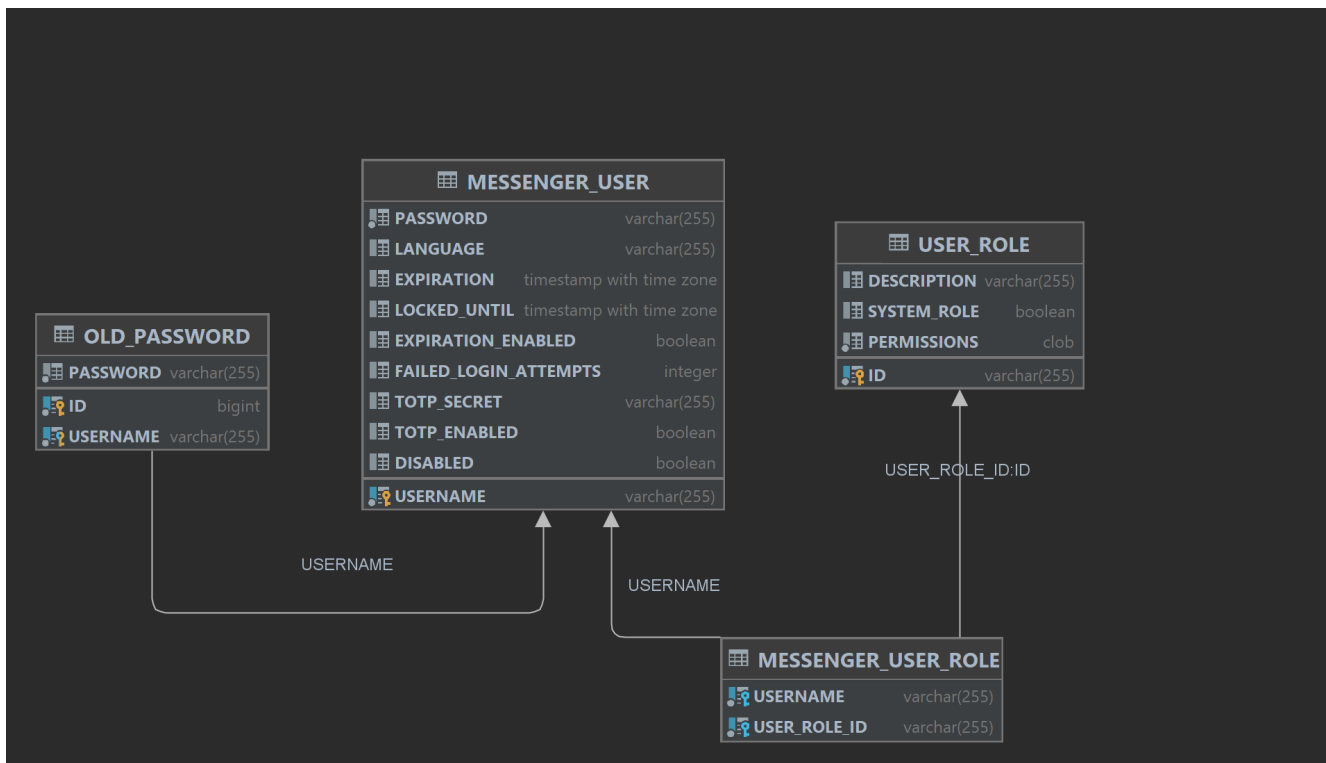 MESSENGER_USER
PASSWORD varchar(255)
LANGUAGE varchar(255)
EXPIRATION timestamp with time zone
LOCKED_UNTIL timestamp with time zone
EXPIRATION_ENABLED boolean
FAILED_LOGIN_ATTEMPTS integer
TOTP_SECRET varchar(255)
TOTP_ENABLED boolean
DISABLED boolean
USERNAME varchar(255)
USER_ROLE
DESCRIPTION varchar(255)
SYSTEM_ROLE boolean
PERMISSIONS clob
ID varchar(255)
OLD_PASSWORD
PASSWORD varchar(255)
ID bigint
USERNAME varchar(255)
USER_ROLE_ID:ID
USERNAME
USERNAME
MESSENGER_USER_ROLE
USERNAME varchar(255)
USER_ROLE_ID varchar(255)